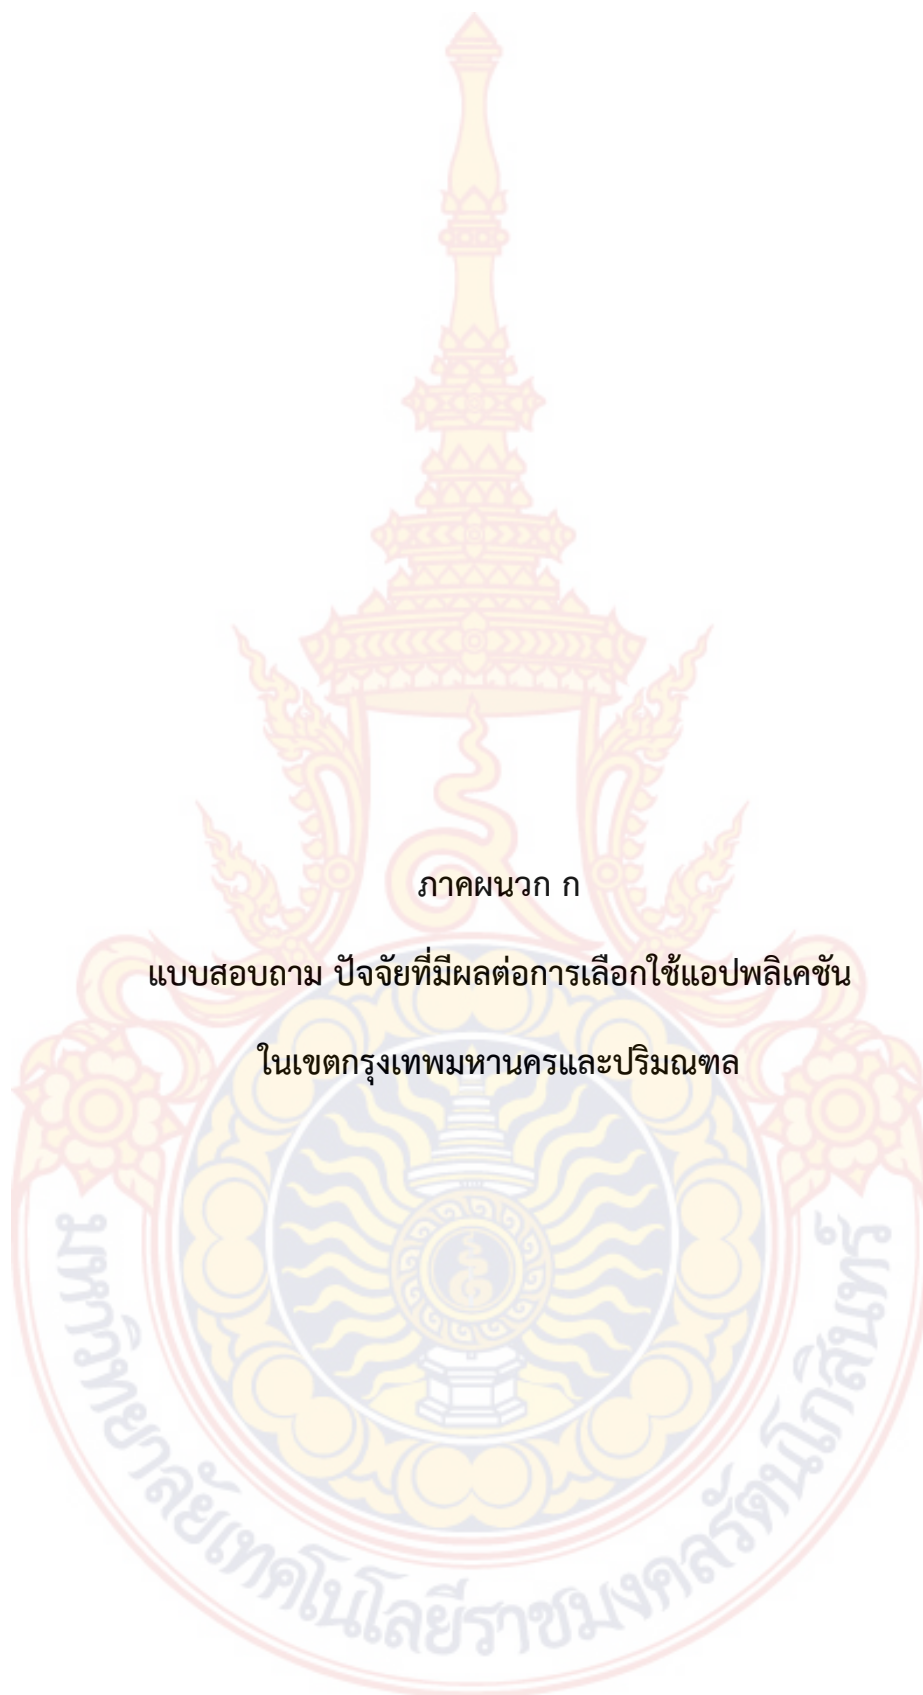 ภาคผนวก ก
แบบสอบถาม ปัจจัยที่มีผลต่อการเลือกใช้แอปพลิเคชัน
ในเขตกรุงเทพมหานครและปริมณฑล
มหาวิทยาลัยเทคโนโลยีราชมงคลรัตนโกสินทร์